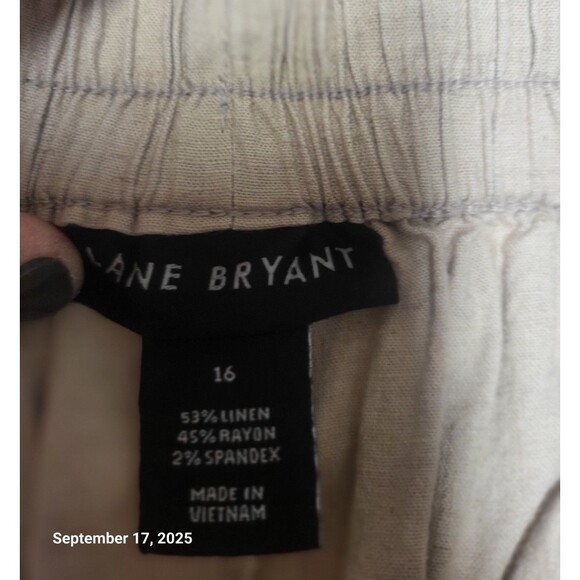 LANE BRYANT
16
53% LINEN
45% RAYON
2% SPANDEX
MADE IN
VIETNAM
September 17, 2025